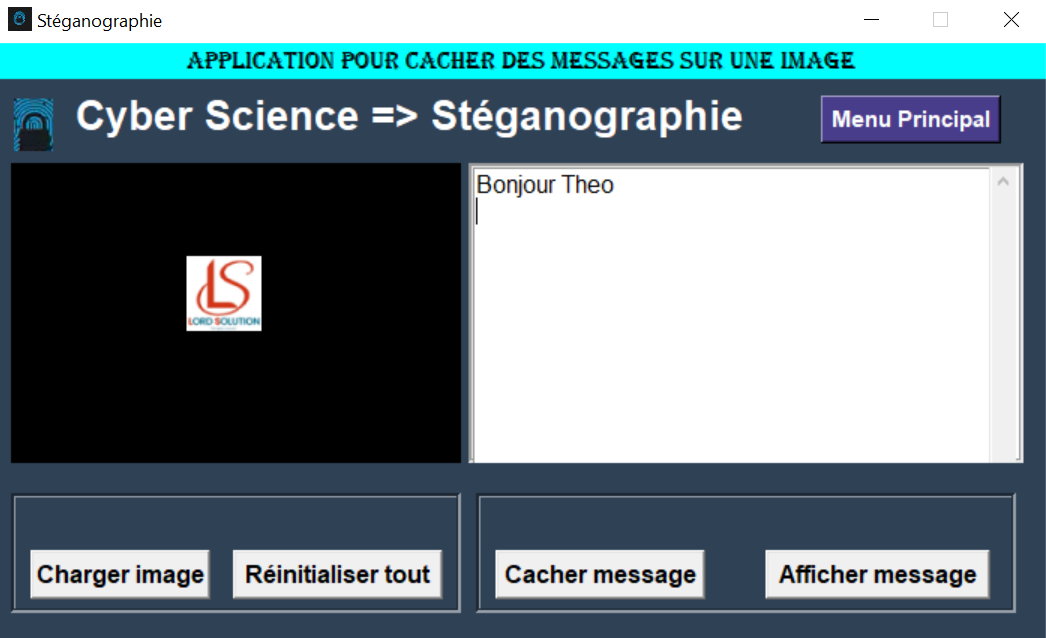 Stéganographie
APPLICATION POUR CACHER DES MESSAGES SUR UNE IMAGE
Cyber Science => Stéganographie
Menu Principal
LS
LORD SOLUTION
Bonjour Theo
Charger image
Réinitialiser tout
Cacher message
Afficher message